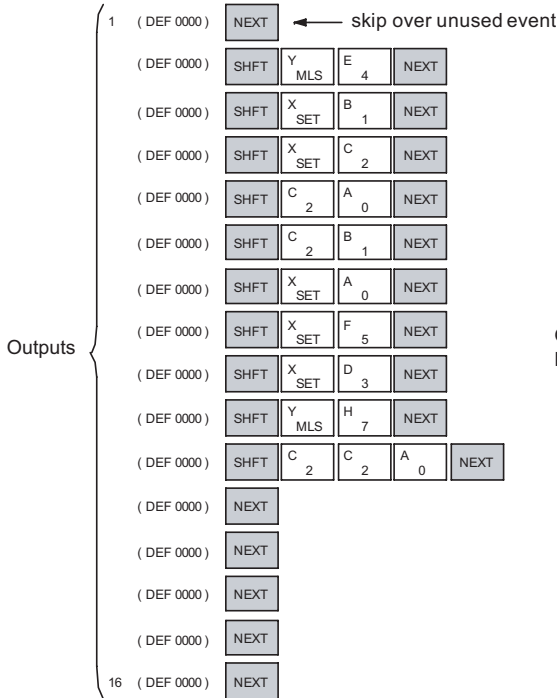 1 ( DEF 0000 ) NEXT skip over unused event
( DEF 0000 ) SHFT Y MLS E 4 NEXT
( DEF 0000 ) SHFT X SET B 1 NEXT
( DEF 0000 ) SHFT X SET C 2 NEXT
( DEF 0000 ) SHFT C 2 A 0 NEXT
( DEF 0000 ) SHFT C 2 B 1 NEXT
( DEF 0000 ) SHFT X SET A 0 NEXT
( DEF 0000 ) SHFT X SET F 5 NEXT
Outputs
( DEF 0000 ) SHFT X SET D 3 NEXT
( DEF 0000 ) SHFT Y MLS H 7 NEXT
( DEF 0000 ) SHFT C 2 C 2 A 0 NEXT
( DEF 0000 ) NEXT
( DEF 0000 ) NEXT
( DEF 0000 ) NEXT
( DEF 0000 ) NEXT
16 ( DEF 0000 ) NEXT